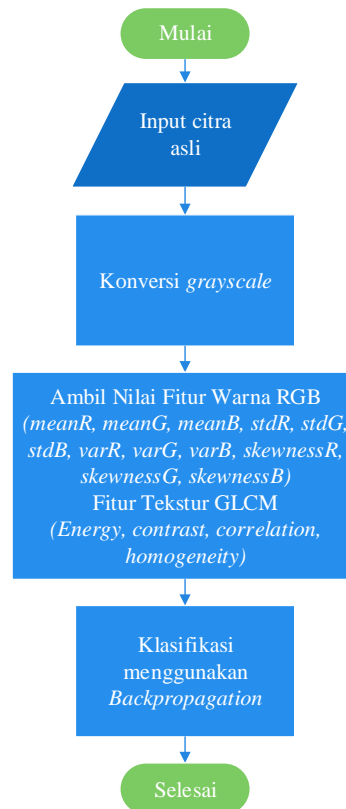 Mulai
Input citra
asli
Konversi grayscale
Ambil Nilai Fitur Warna RGB
(meanR, meanG, meanB, stdR, stdG,
stdB, varR, varG, varB, skewnessR,
skewnessG, skewnessB)
Fitur Tekstur GLCM
(Energy, contrast, correlation,
homogeneity)
Klasifikasi
menggunakan
Backpropagation
Selesai